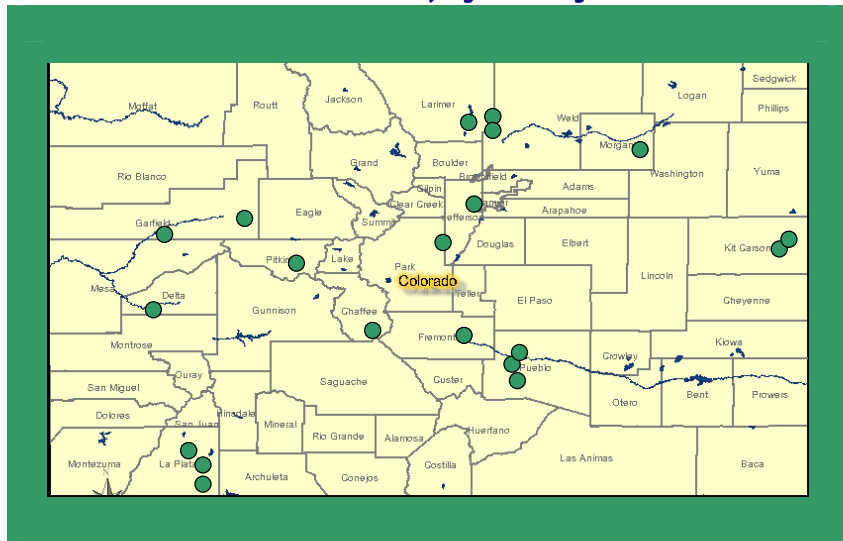 Sedgwick
Moffat
Routt
Jackson
Larimer
Logan
Phillips
Weld
Morgan
Grand
Boulder
Rio Blanco
Washington
Yuma
Gilpin
Adams
Eagle
Clear Creek
Arapahoe
Garfield
Summit
Jefferson
Douglas
Elbert
Kit Carson
Pitkin
Lake
Park
Lincoln
Colorado
Mesa
Delta
Teller
El Paso
Cheyenne
Gunnison
Chaffee
Fremont
Montrose
Crowley
Kiowa
Ouray
Pueblo
San Miguel
Saguache
Custer
Otero
Bent
Prowers
Dolores
Hinsdale
San Juan
Mineral
Rio Grande
Alamosa
Huerfano
Las Animas
Montezuma
La Plata
Archuleta
Conejos
Costilla
Baca
N